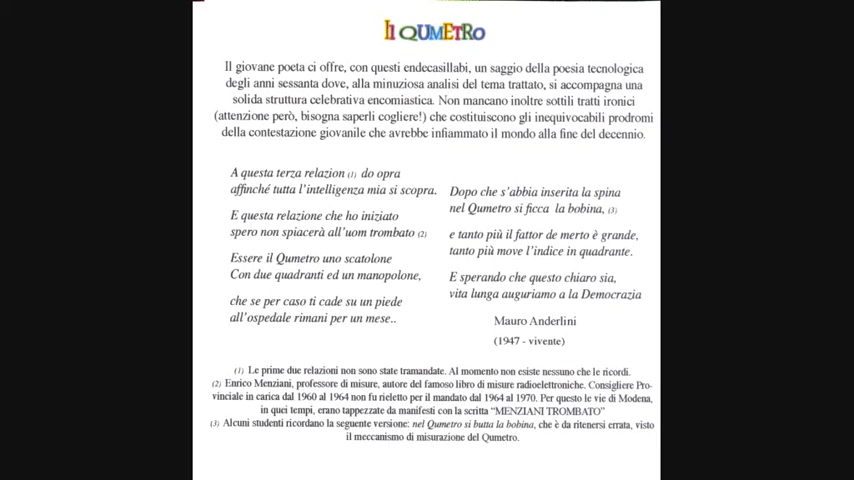 Il QUMETRO
Il giovane poeta ci offre, con questi endecasillabi, un saggio della poesia tecnologica
degli anni sessanta dove, alla minuziosa analisi del tema trattato, si accompagna una
solida struttura celebrativa encomiastica. Non mancano inoltre sottili tratti ironici
(attenzione però, bisogna saperli cogliere!) che costituiscono gli inequivocabili prodromi
della contestazione giovanile che avrebbe infiammato il mondo alla fine del decennio.
A questa terza relazion (1) do opra
affinché tutta l'intelligenza mia si scopra.
E questa relazione che ho iniziato
spero non spiacerà all'uom trombato (2)
Essere il Qumetro uno scatolone
Con due quadranti ed un manopolone,
che se per caso ti cade su un piede
all'ospedale rimani per un mese..
Dopo che s'abbia inserita la spina
nel Qumetro si ficca la bobina, (3)
e tanto più il fattor de merto è grande,
tanto più move l'indice in quadrante.
E sperando che questo chiaro sia,
vita lunga auguriamo a la Democrazia
Mauro Anderlini
(1947 - vivente)
(1) Le prime due relazioni non sono state tramandate. Al momento non esiste nessuno che le ricordi.
(2) Enrico Menziani, professore di misure, autore del famoso libro di misure radioelettroniche. Consigliere Pro-
vinciale in carica dal 1960 al 1964 non fu rieletto per il mandato dal 1964 al 1970. Per questo le vie di Modena,
in quei tempi, erano tappezzate da manifesti con la scritta "MENZIANI TROMBATO"
(3) Alcuni studenti ricordano la seguente versione: nel Qumetro si butta la bobina, che è da ritenersi errata, visto
il meccanismo di misurazione del Qumetro.